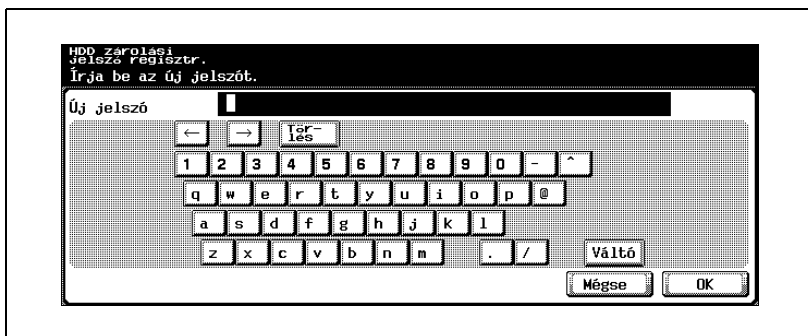 HDD zárolási
jelszó regisztr.
Írja be az új jelszót.
Új jelszó
← → Tör-
lés
1 2 3 4 5 6 7 8 9 0 - ^
q w e r t y u i o p @
a s d f g h j k l
z x c v b n m . / Váltó
Mégse OK